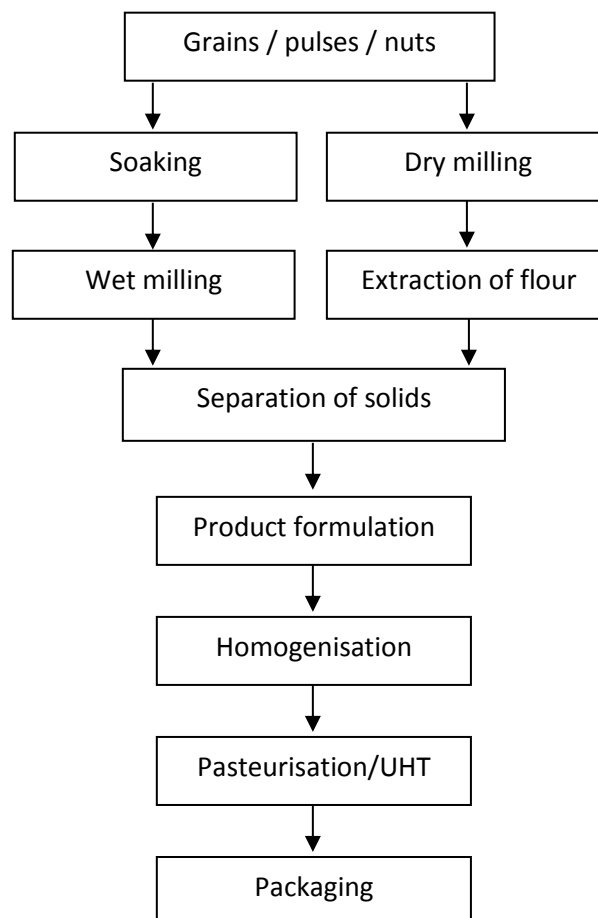 Grains / pulses / nuts
Soaking
Dry milling
Wet milling
Extraction of flour
Separation of solids
Product formulation
Homogenisation
Pasteurisation/UHT
Packaging